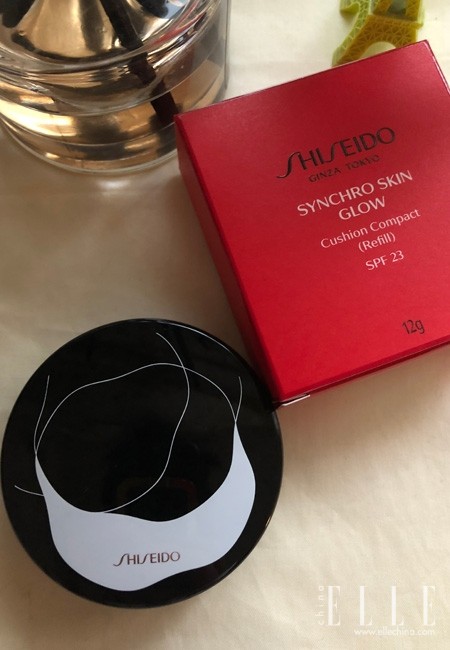 SHISEIDO
GINZA TOKYO
SYNCHRO SKIN
GLOW
Cushion Compact
(Refill)
SPF 23
12g
SHISEIDO
china ELLE
www.ellechina.com